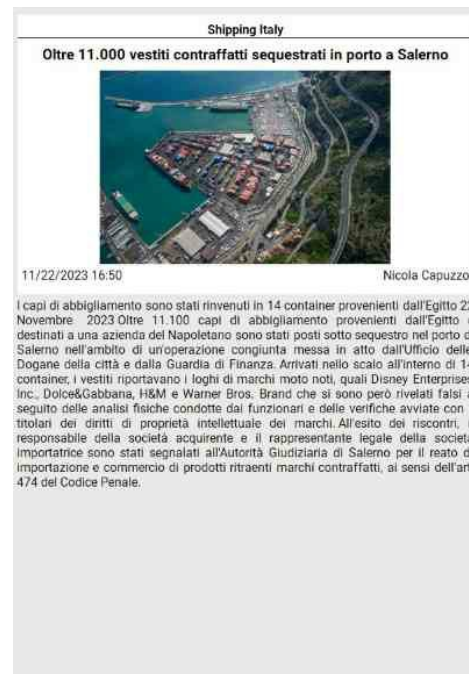 Shipping Italy
Oltre 11.000 vestiti contraffatti sequestrati in porto a Salerno
11/22/2023 16:50
Nicola Capuzzo
I capi di abbigliamento sono stati rinvenuti in 14 container provenienti dall'Egitto 22
Novembre 2023 Oltre 11.100 capi di abbigliamento provenienti dall'Egitto
destinati a una azienda del Napoletano sono stati posti sotto sequestro nel porto d
Salerno nell'ambito di un'operazione congiunta messa in atto dall'Ufficio delle
Dogane della città e dalla Guardia di Finanza. Arrivati nello scalo all'interno di 14
container, i vestiti riportavano i loghi di marchi moto noti, quali Disney Enterprises
Inc., Dolce&Gabbana, H&M e Warner Bros. Brand che si sono però rivelati falsi a
seguito delle analisi fisiche condotte dai funzionari e delle verifiche avviate con
titolari dei diritti di proprietà intellettuale dei marchi. All'esito dei riscontri,
responsabile della società acquirente e il rappresentante legale della società
importatrice sono stati segnalati all'Autorità Giudiziaria di Salerno per il reato d
importazione e commercio di prodotti ritraenti marchi contraffatti, ai sensi dell'art
474 del Codice Penale.